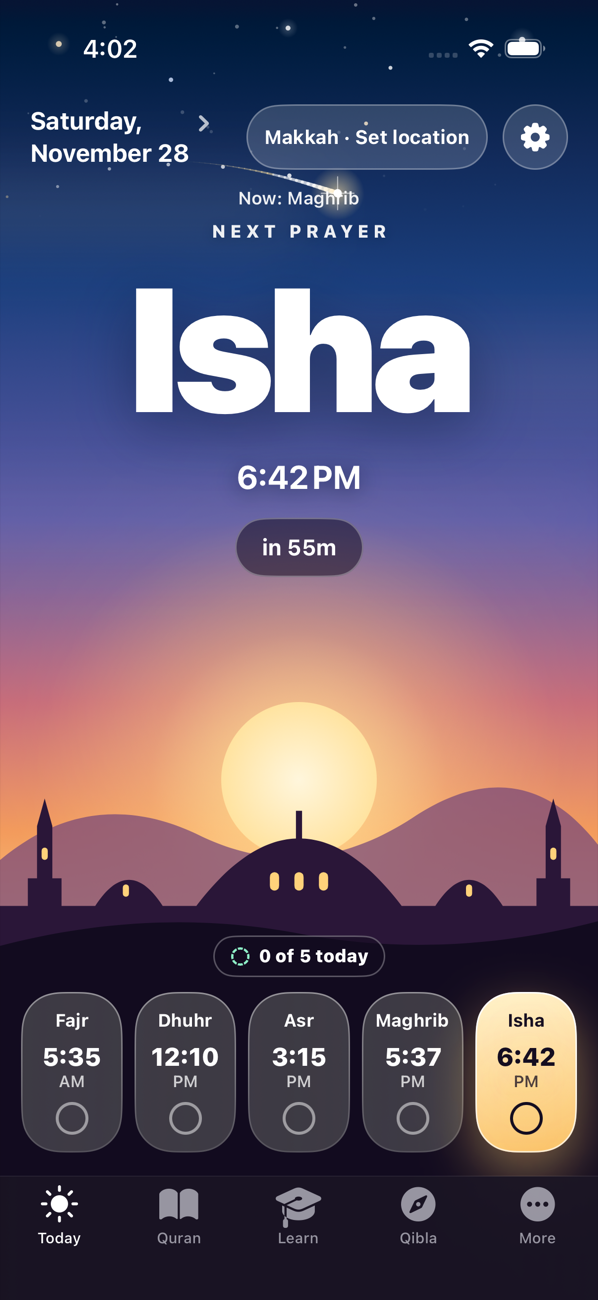 4:02
Saturday,
November 28
Makkah · Set location
Now: Maghrib
NEXT PRAYER
Isha
6:42 PM
in 55m
0 of 5 today
Fajr
5:35
AM
Dhuhr
12:10
PM
Asr
3:15
PM
Maghrib
5:37
PM
Isha
6:42
PM
Today
Quran
Learn
Qibla
More